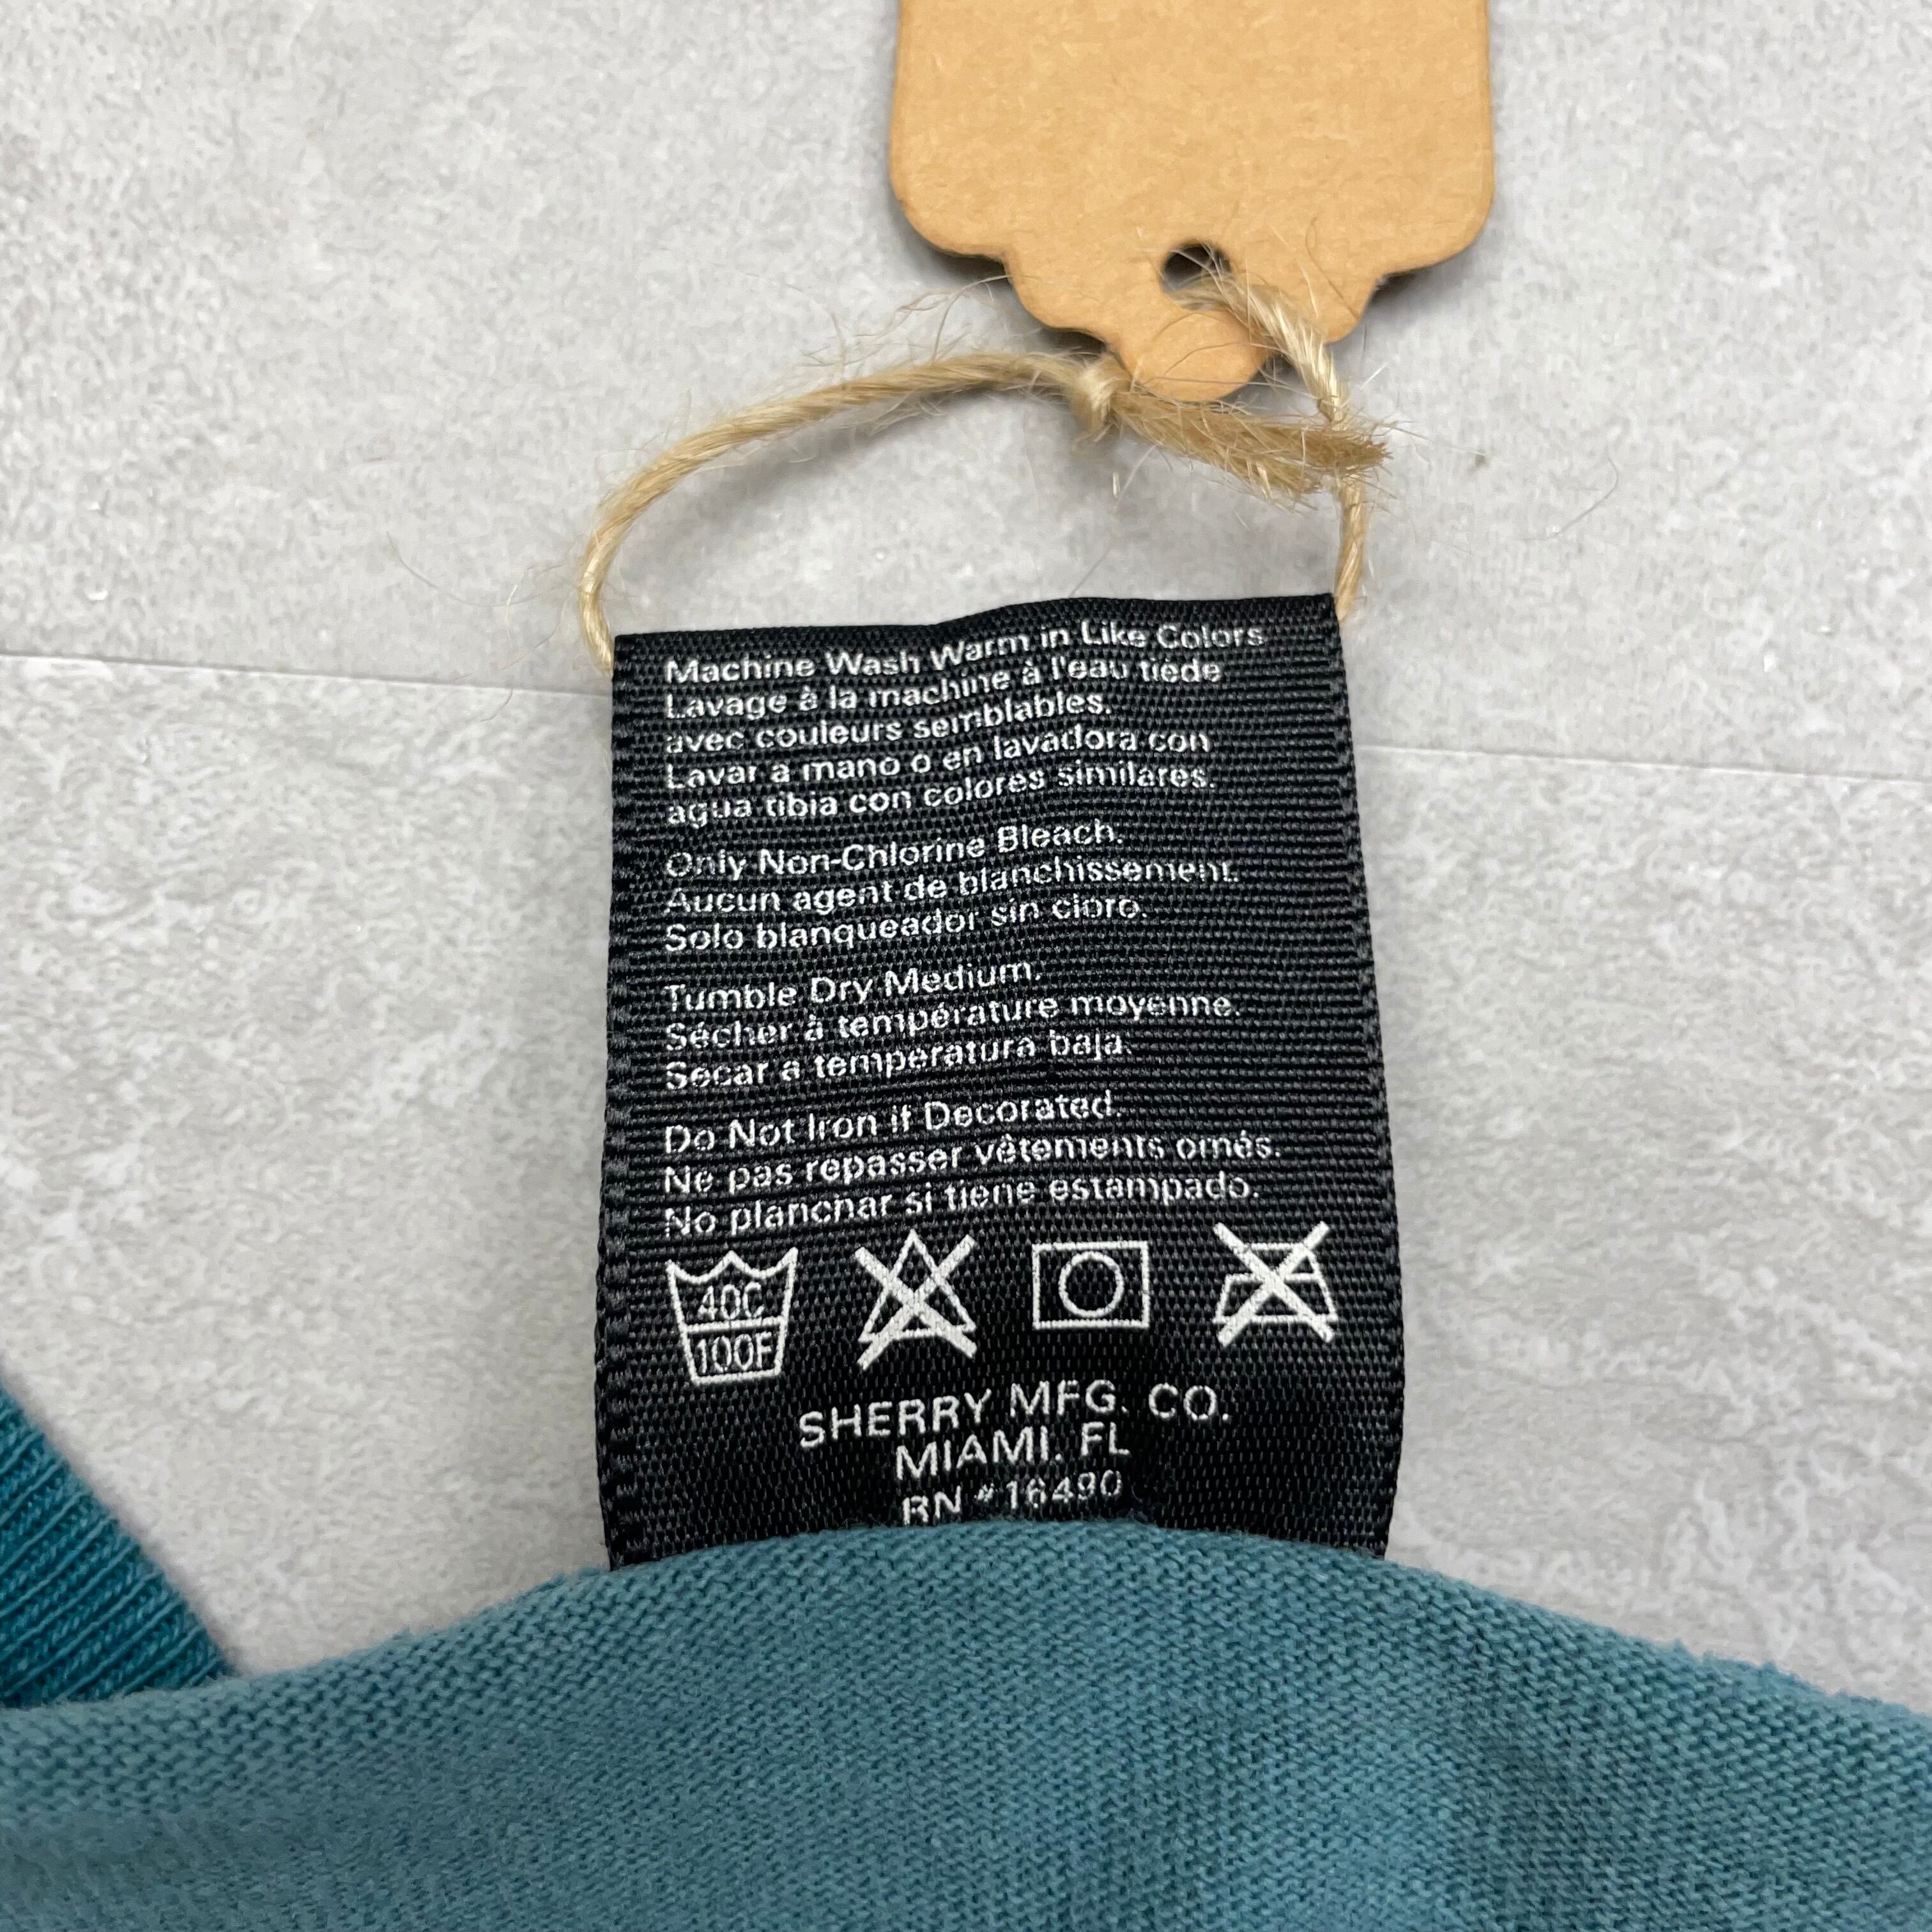 Machine Wash Warm in Like Colors
Lavage à la machine à l'eau tiède
avec couleurs semblables.
Lavar a mano o en lavadora con
agua tibia con colores similares.
Only Non-Chlorine Bleach.
Aucun agent de blanchissement.
Solo blanqueador sin cloro.
Tumble Dry Medium.
Sécher à température moyenne.
Secar a temperatura baja.
Do Not Iron if Decorated.
Ne pas repasser vêtements ornés.
No planchar si tiene estampado.
40C
100F
SHERRY MFG. CO.
MIAMI. FL
RN # 16490